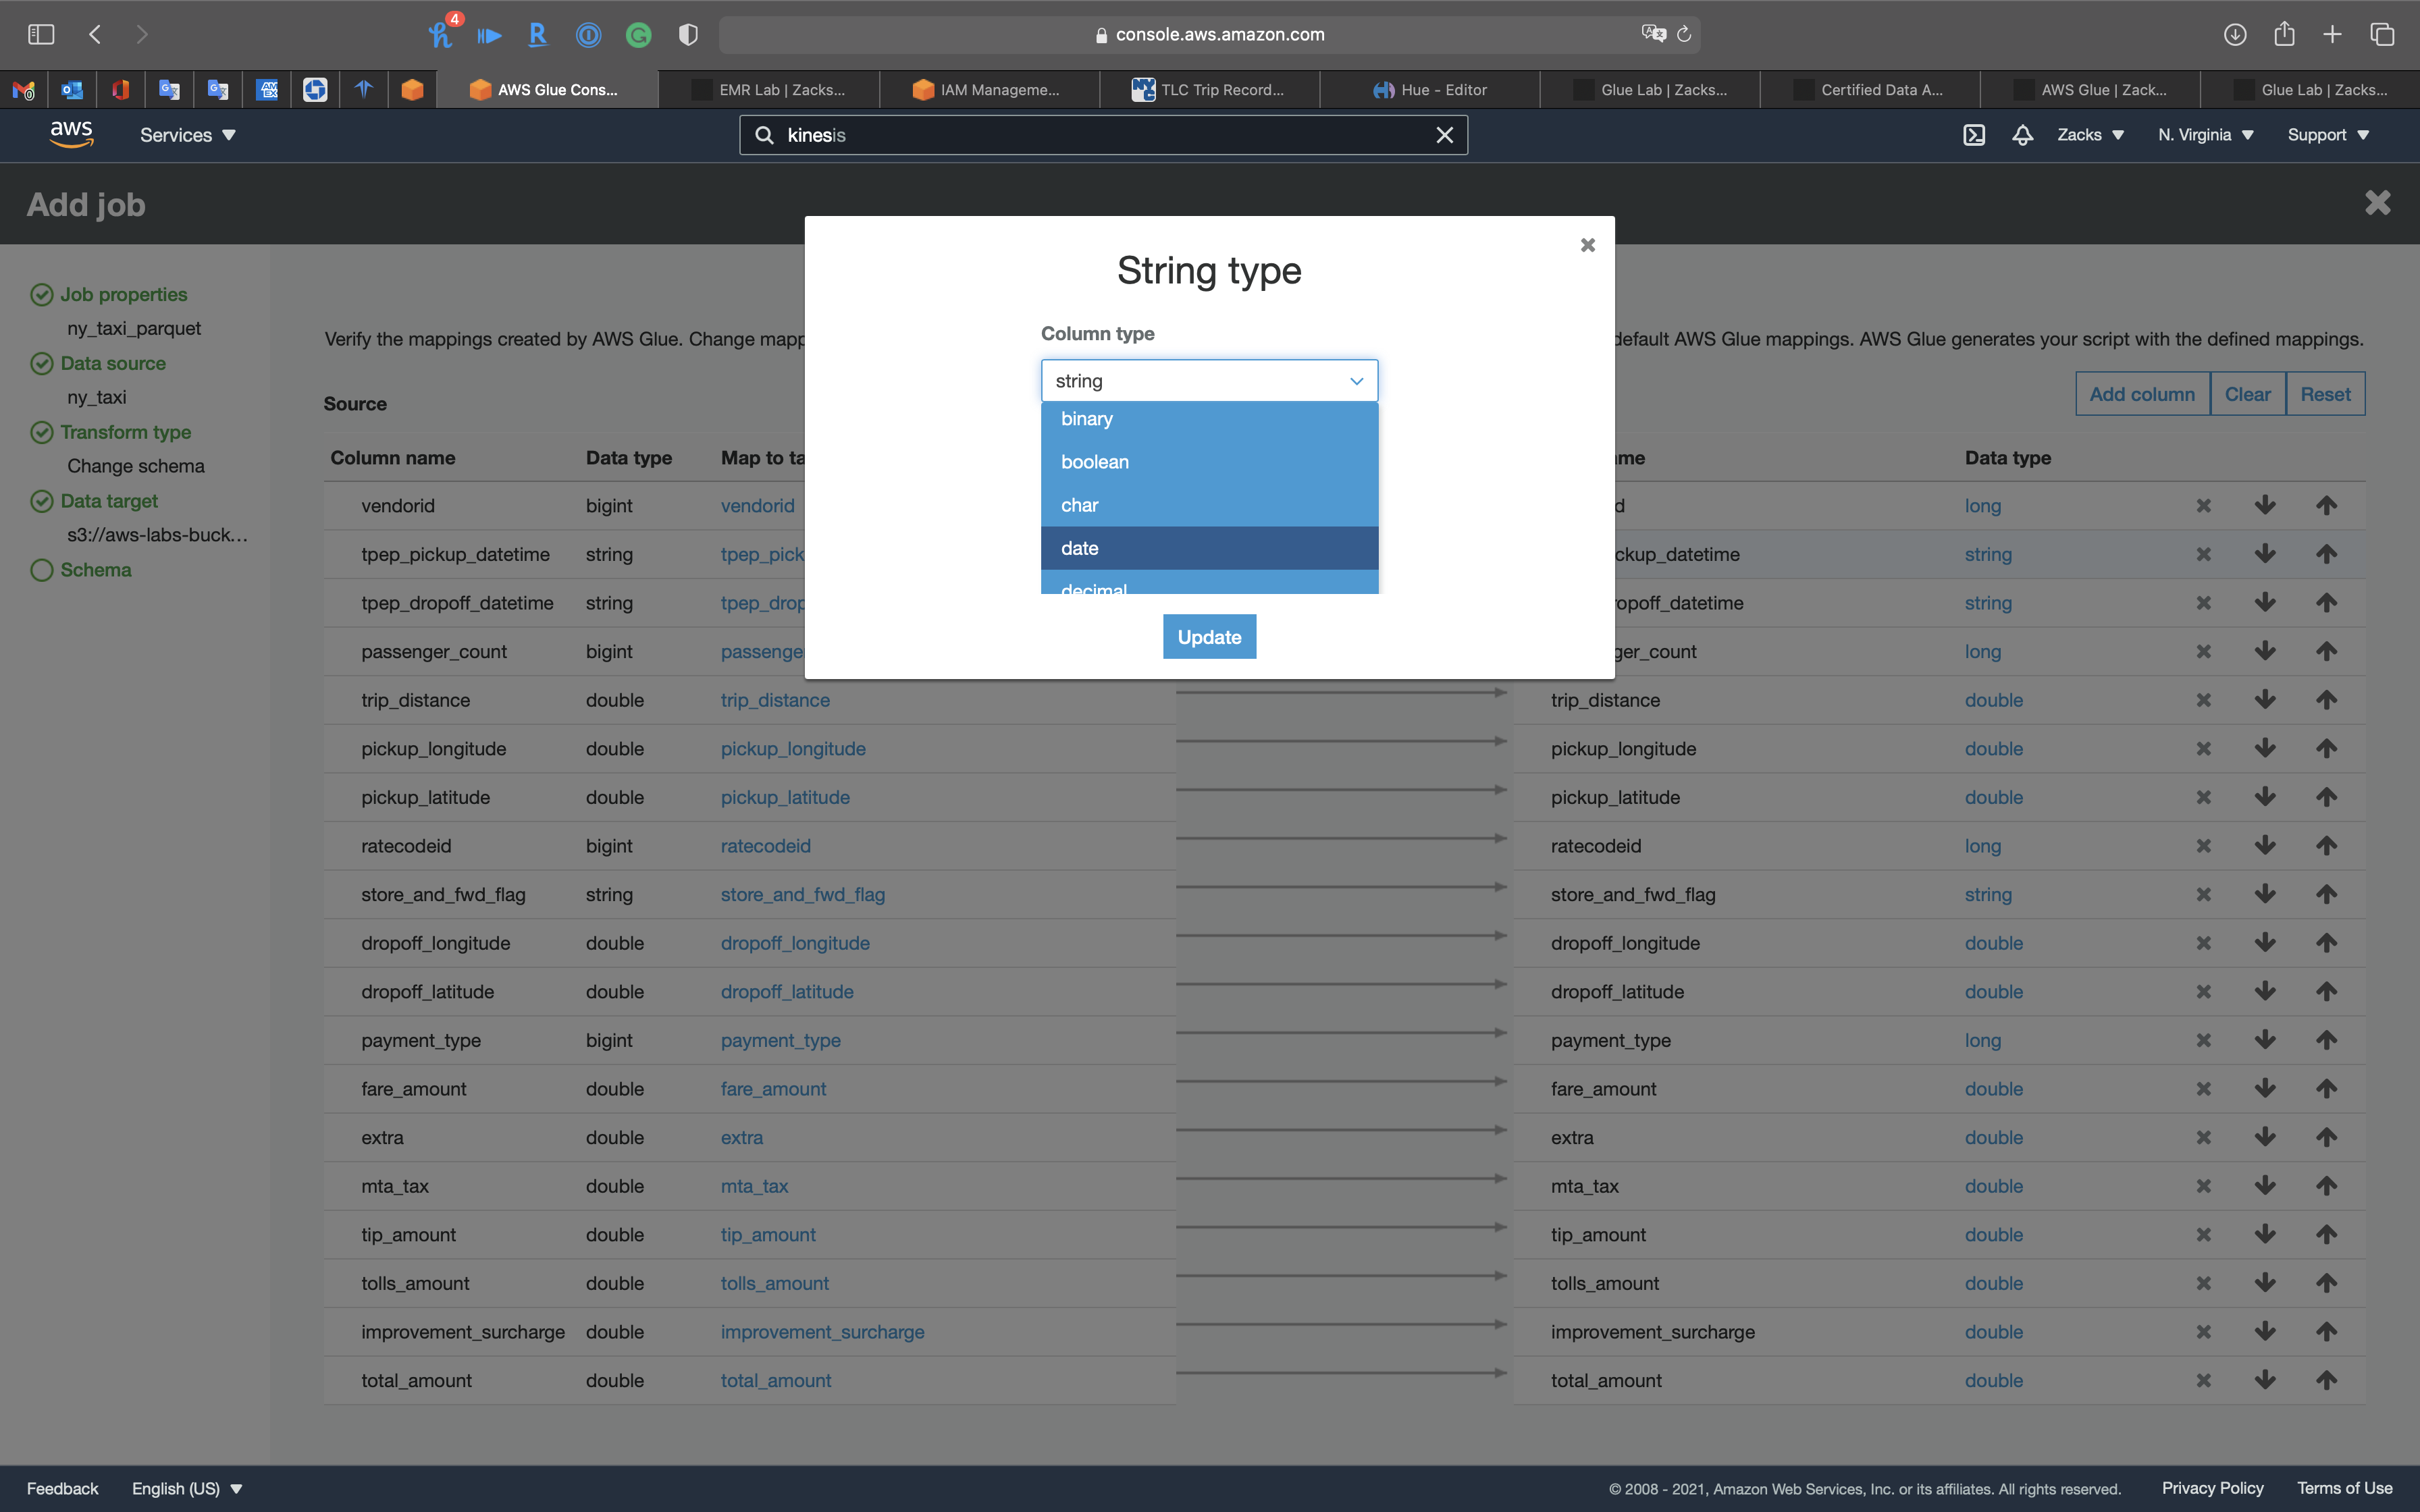 4
console.aws.amazon.com
AWS Glue Cons...
EMR Lab | Zacks...
IAM Manageme...
TLC Trip Record...
Hue - Editor
Glue Lab | Zacks...
Certified Data A...
AWS Glue | Zack...
Glue Lab | Zacks...
aws
Services
kinesis
Zacks
N. Virginia
Support
Add job
Job properties
ny_taxi_parquet
Data source
ny_taxi
Transform type
Change schema
Data target
s3://aws-labs-buck...
Schema
String type
Column type
string
binary
boolean
char
date
decimal
Update
Verify the mappings created by AWS Glue. Change mapp
default AWS Glue mappings. AWS Glue generates your script with the defined mappings.
Add column Clear Reset
Source
Column name Data type Map to ta me Data type
vendorid bigint vendorid d long
tpep_pickup_datetime string tpep_pick ckup_datetime string
tpep_dropoff_datetime string tpep_drop ropoff_datetime string
passenger_count bigint passenge ger_count long
trip_distance double trip_distance trip_distance double
pickup_longitude double pickup_longitude pickup_longitude double
pickup_latitude double pickup_latitude pickup_latitude double
ratecodeid bigint ratecodeid ratecodeid long
store_and_fwd_flag string store_and_fwd_flag store_and_fwd_flag string
dropoff_longitude double dropoff_longitude dropoff_longitude double
dropoff_latitude double dropoff_latitude dropoff_latitude double
payment_type bigint payment_type payment_type long
fare_amount double fare_amount fare_amount double
extra double extra extra double
mta_tax double mta_tax mta_tax double
tip_amount double tip_amount tip_amount double
tolls_amount double tolls_amount tolls_amount double
improvement_surcharge double improvement_surcharge improvement_surcharge double
total_amount double total_amount total_amount double
Feedback English (US) © 2008 - 2021, Amazon Web Services, Inc. or its affiliates. All rights reserved. Privacy Policy Terms of Use